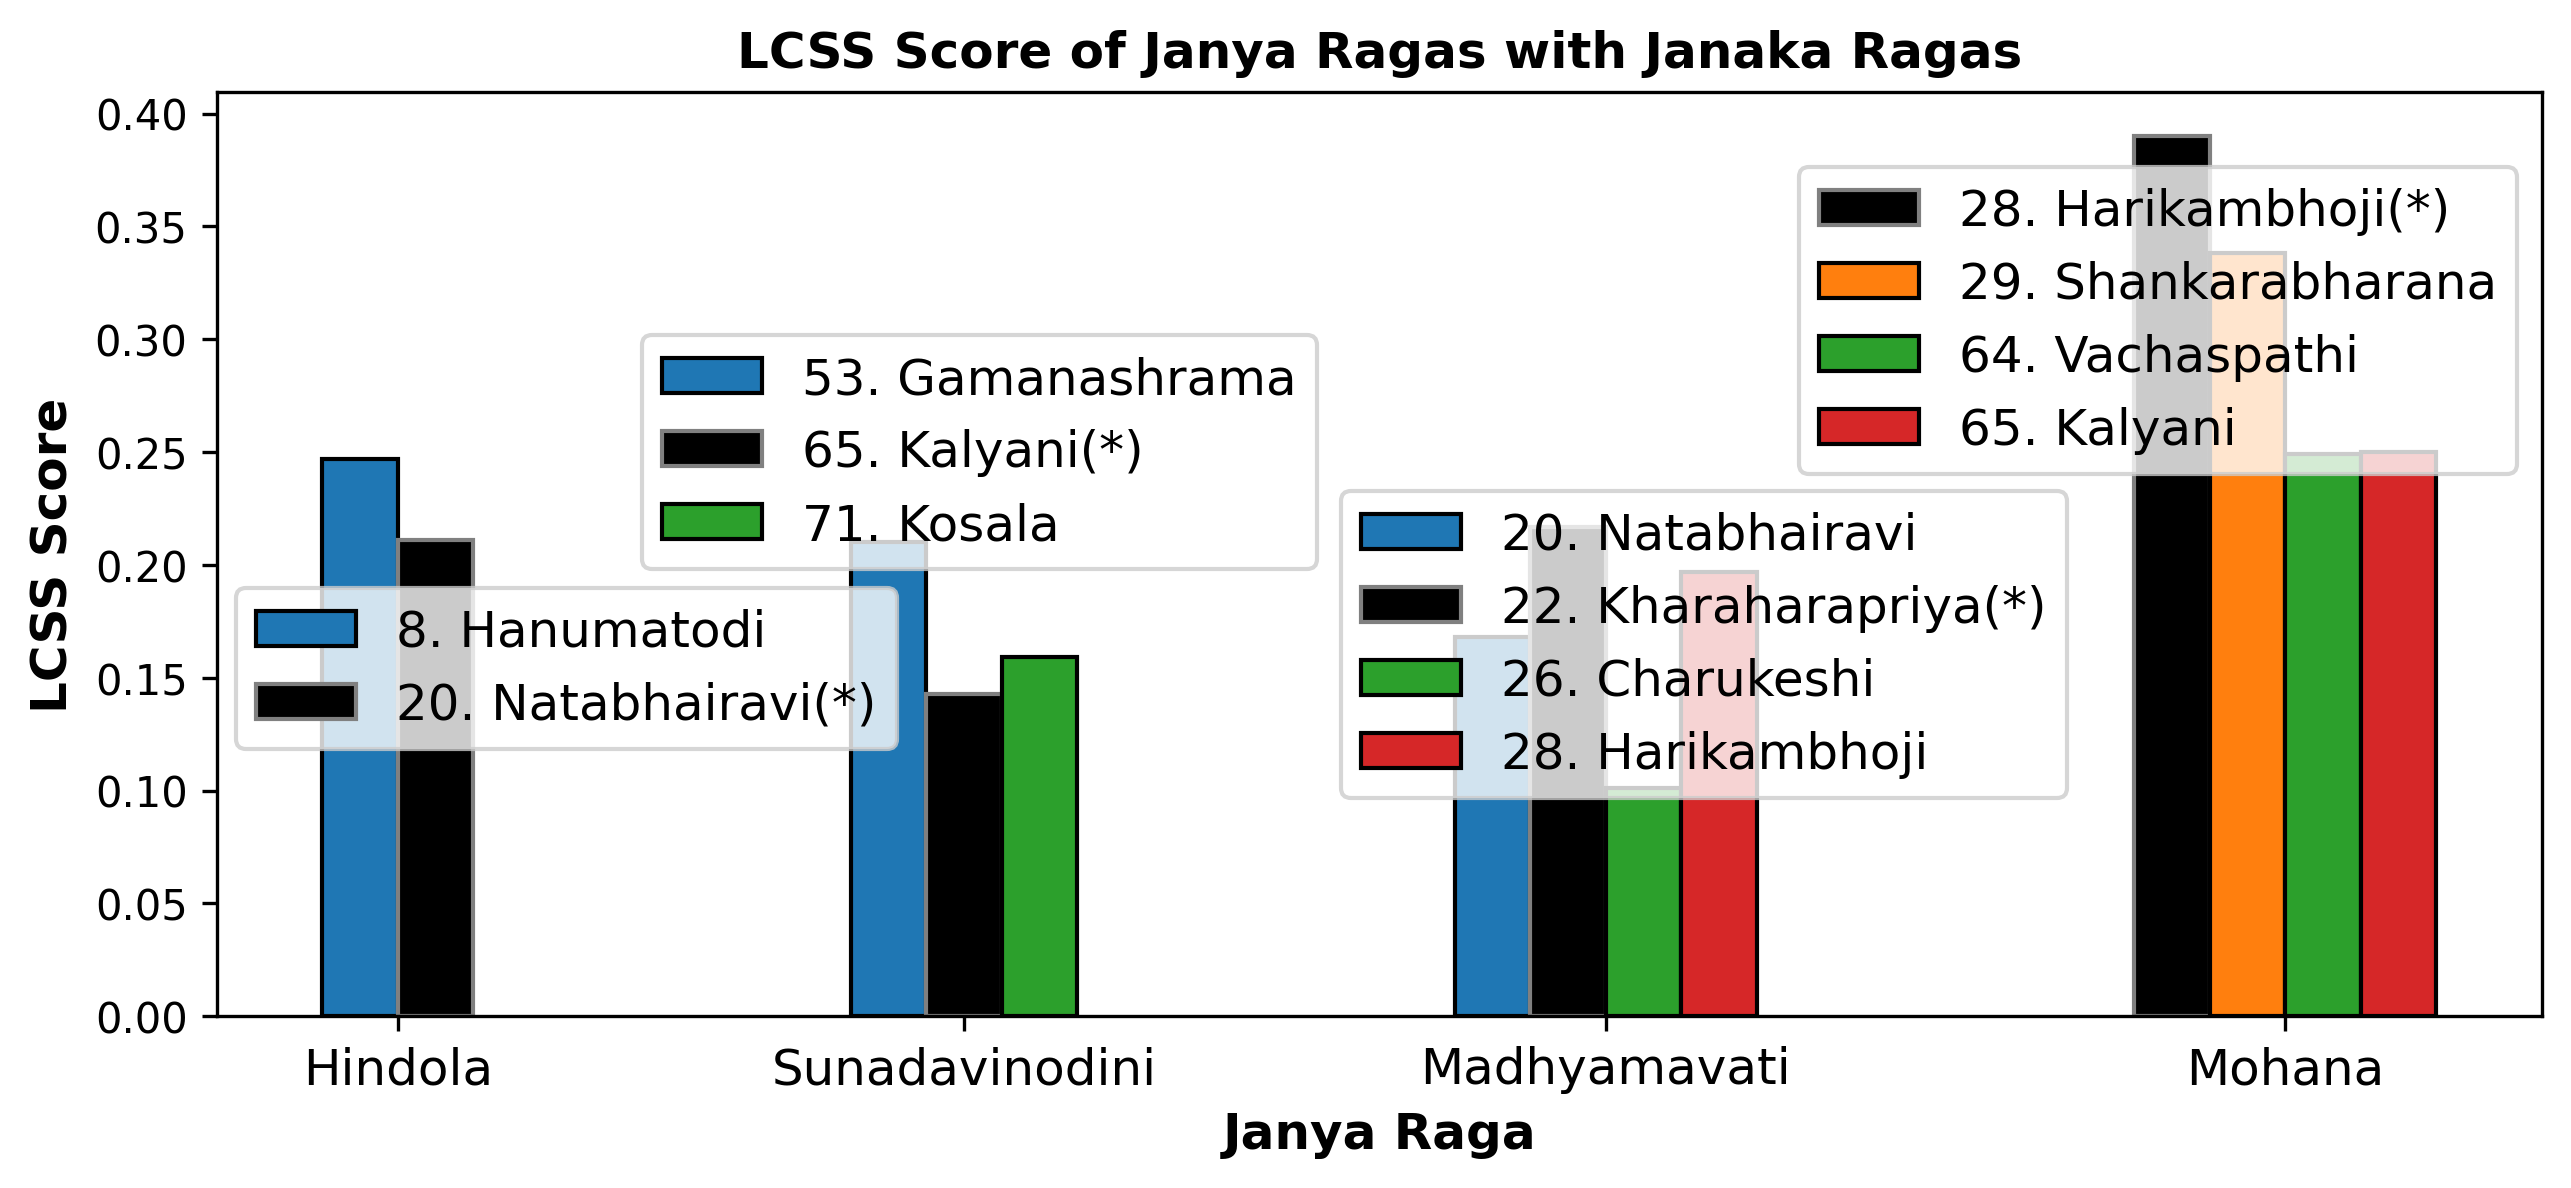 LCSS Score of Janya Ragas with Janaka Ragas
LCSS Score
0.40
0.35
0.30
0.25
0.20
0.15
0.10
0.05
0.00
8. Hanumatodi
20. Natabhairavi(*)
53. Gamanashrama
65. Kalyani(*)
71. Kosala
20. Natabhairavi
22. Kharaharapriya(*)
26. Charukeshi
28. Harikambhoji
28. Harikambhoji(*)
29. Shankarabharana
64. Vachaspathi
65. Kalyani
Hindola
Sunadavinodini
Madhyamavati
Mohana
Janya Raga